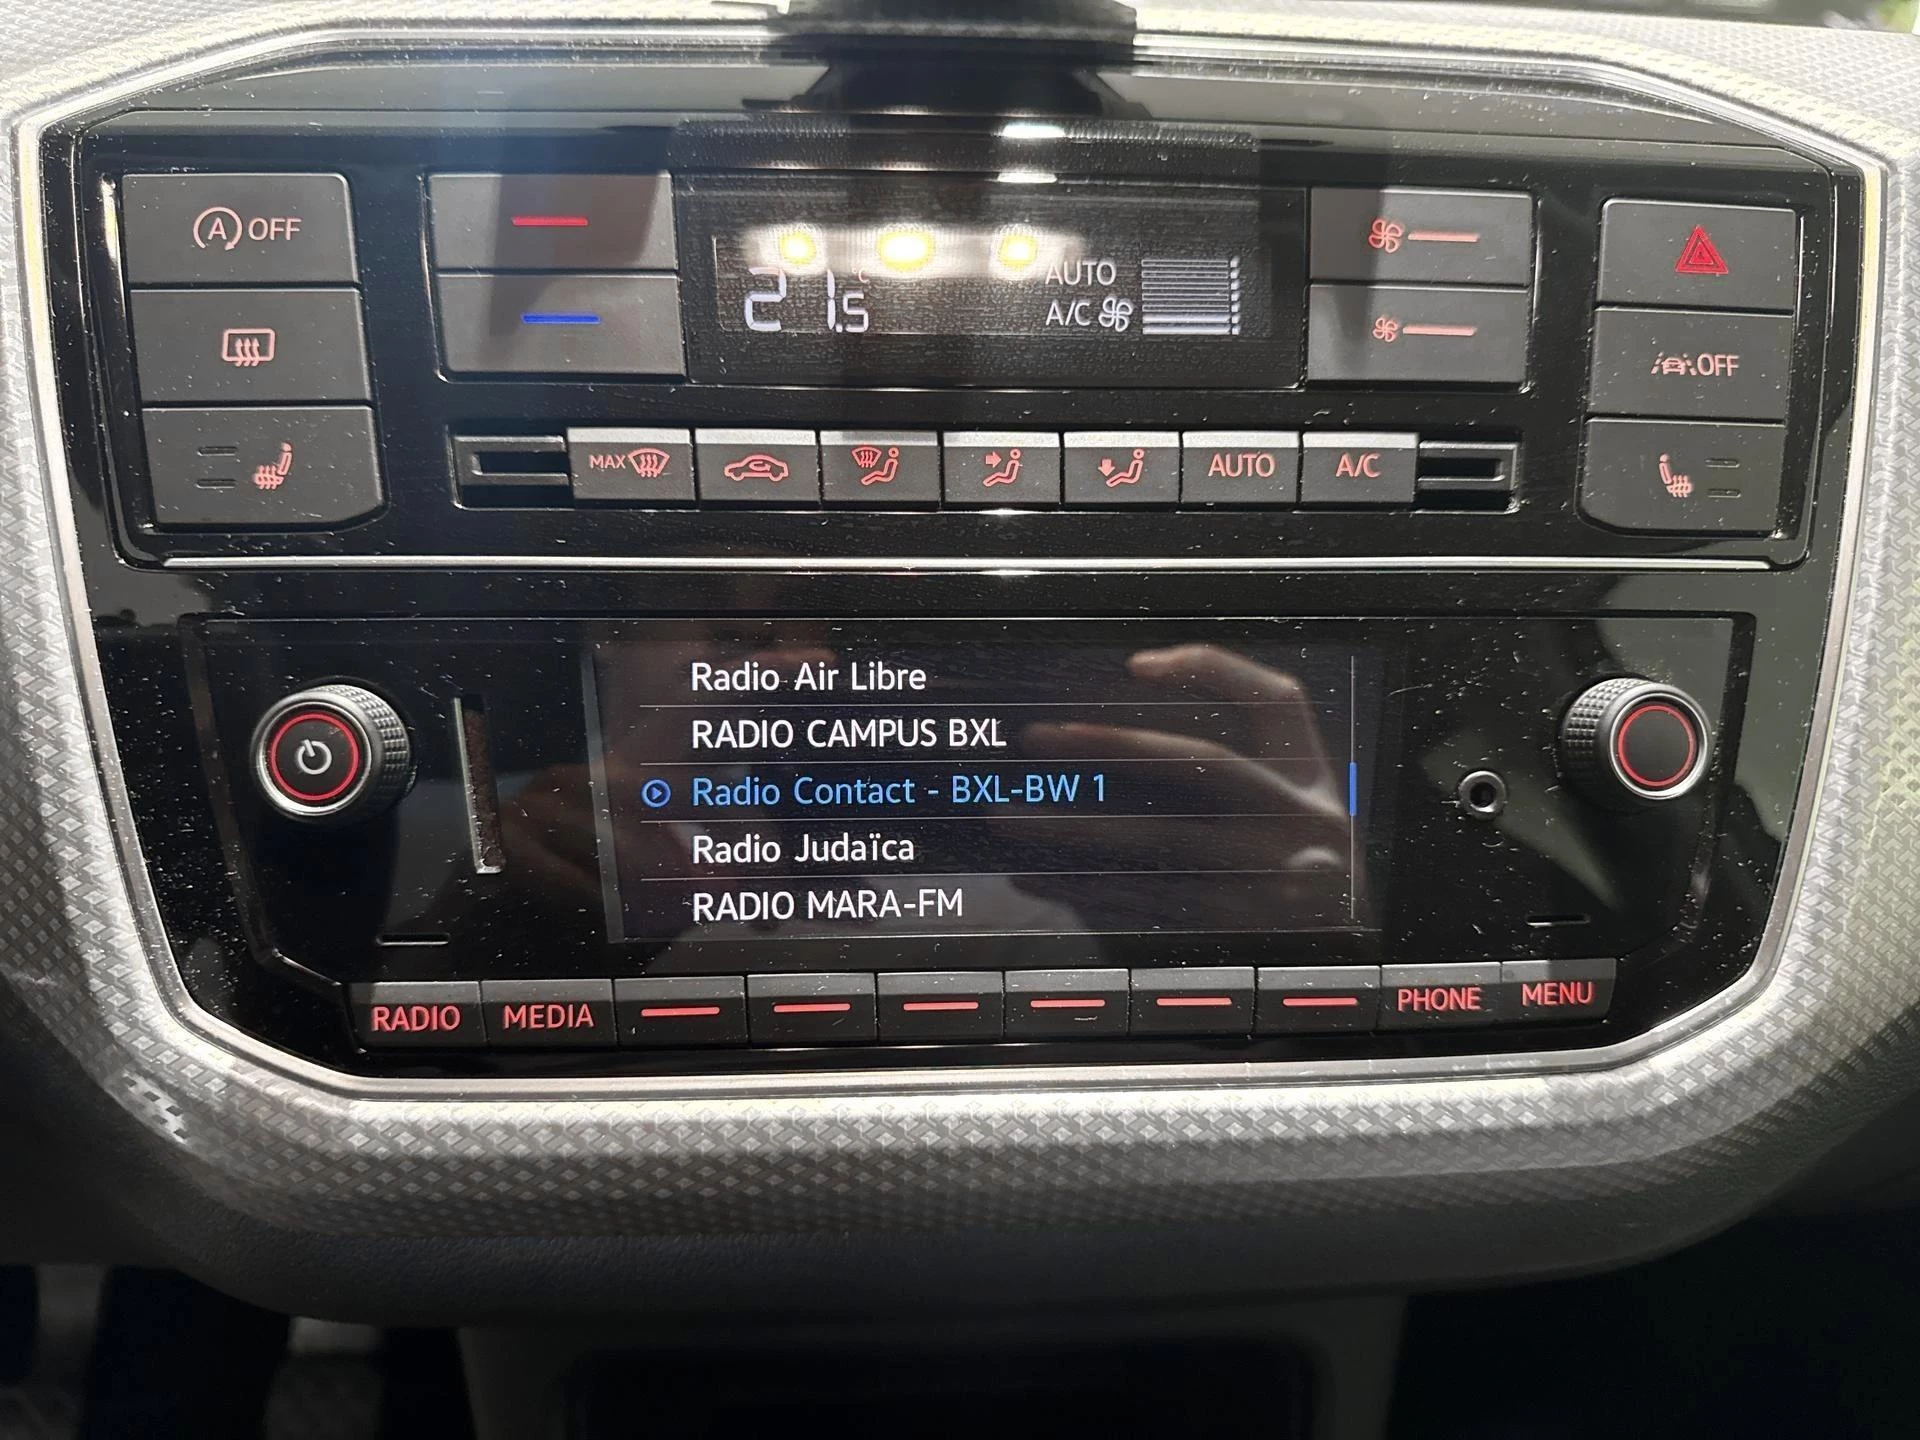 A OFF
21.5 °C
AUTO
A/C
OFF
MAX
AUTO
A/C
Radio Air Libre
RADIO CAMPUS BXL
Radio Contact - BXL-BW 1
Radio Judaïca
RADIO MARA-FM
RADIO MEDIA PHONE MENU